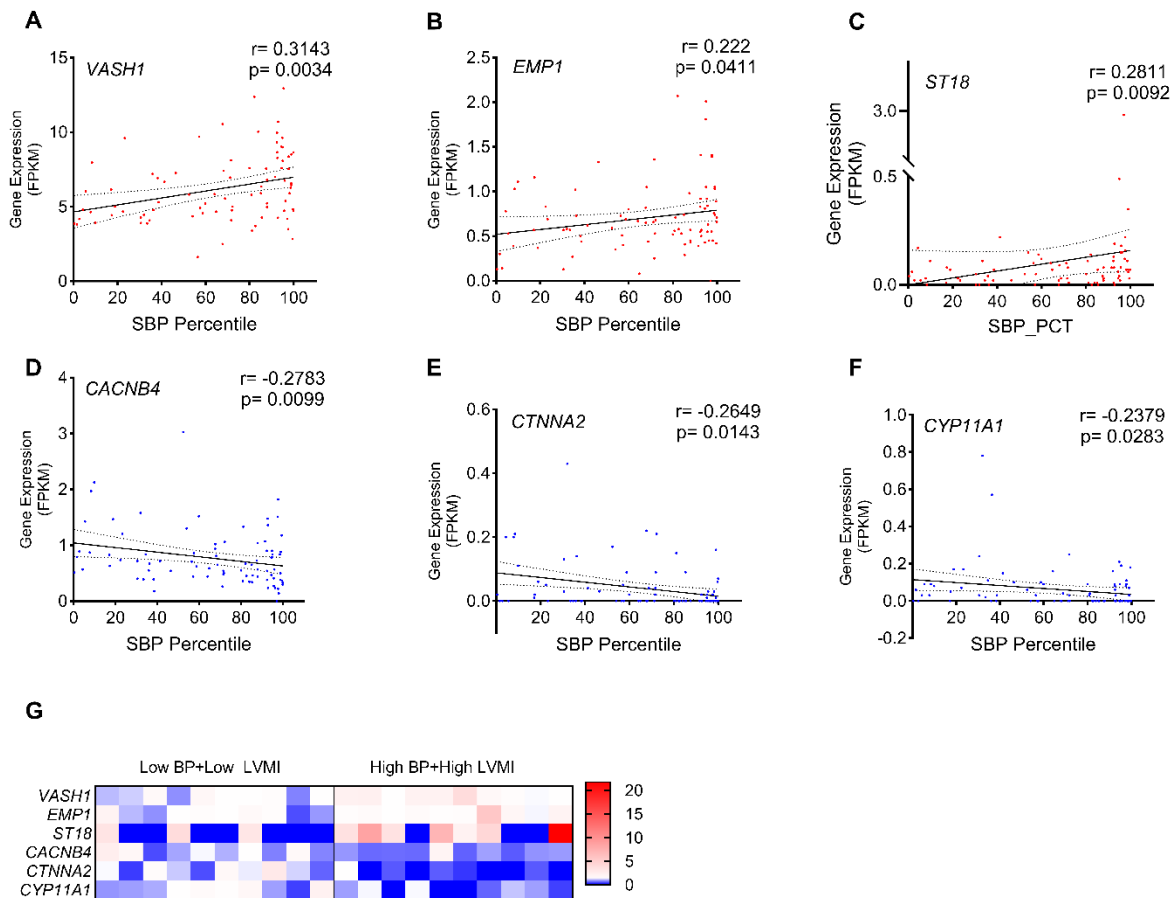 A
VASH1
r= 0.3143
p= 0.0034
Gene Expression
(FPKM)
15
10
5
0
0 20 40 60 80 100
SBP Percentile
B
EMP1
r= 0.222
p= 0.0411
Gene Expression
(FPKM)
2.5
2.0
1.5
1.0
0.5
0.0
0 20 40 60 80 100
SBP Percentile
C
ST18
r= 0.2811
p= 0.0092
Gene Expression
(FPKM)
3.0
0.5
0.0
0 20 40 60 80 100
SBP_PCT
D
CACNB4
r= -0.2783
p= 0.0099
Gene Expression
(FPKM)
4
3
2
1
0
0 20 40 60 80 100
SBP Percentile
E
CTNNA2
r= -0.2649
p= 0.0143
Gene Expression
(FPKM)
0.6
0.4
0.2
0.0
0 20 40 60 80 100
SBP Percentile
F
CYP11A1
r= -0.2379
p= 0.0283
Gene Expression
(FPKM)
1.0
0.8
0.6
0.4
0.2
0.0
-0.2
0 20 40 60 80 100
SBP Percentile
G
Low BP+Low LVMI High BP+High LVMI
VASH1
EMP1
ST18
CACNB4
CTNNA2
CYP11A1
20
15
10
5
0